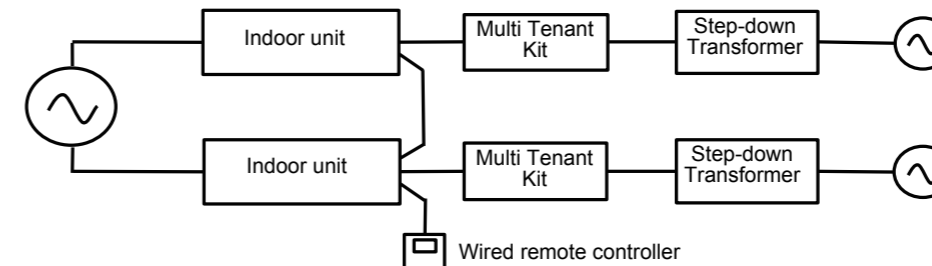 Indoor unit
Multi Tenant
Kit
Step-down
Transformer
Indoor unit
Multi Tenant
Kit
Step-down
Transformer
Wired remote controller